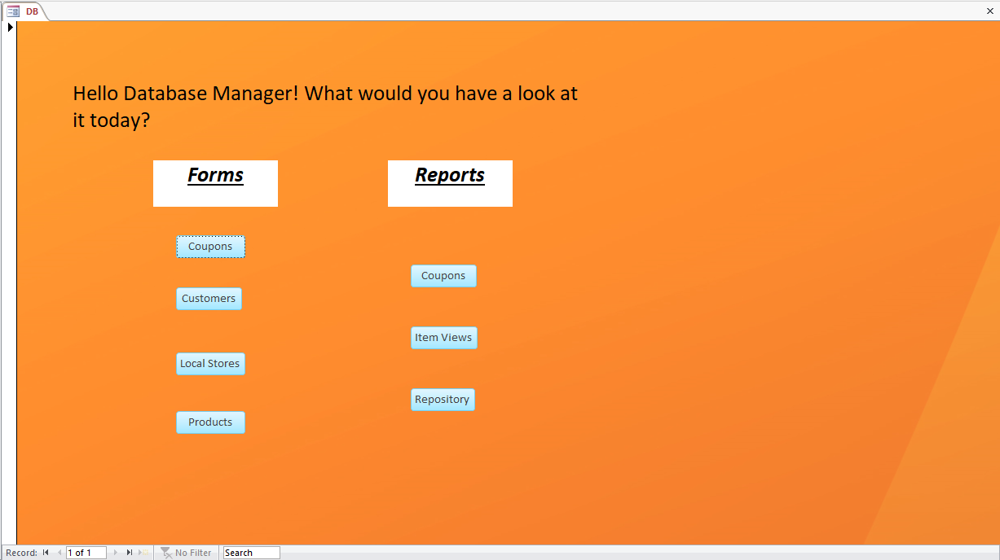 DB
Hello Database Manager! What would you have a look at
it today?
Forms
Reports
Coupons
Customers
Local Stores
Products
Coupons
Item Views
Repository
Record: 1 of 1 No Filter Search